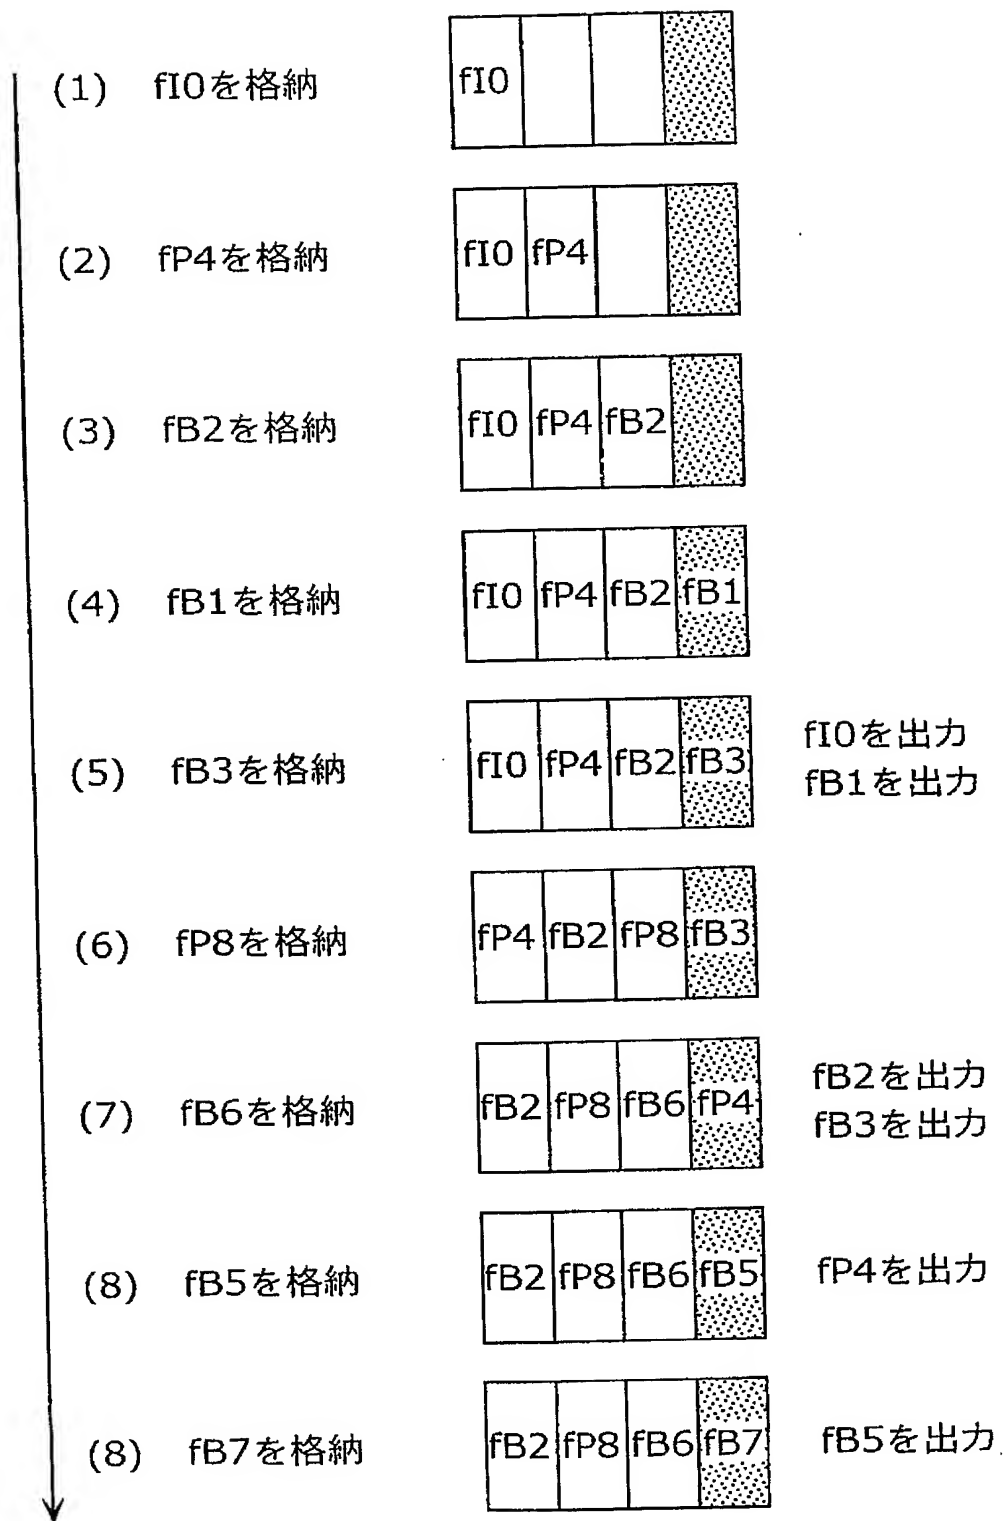 (1) fI0を格納
fI0
(2) fP4を格納
fI0 fP4
(3) fB2を格納
fI0 fP4 fB2
(4) fB1を格納
fI0 fP4 fB2 fB1
(5) fB3を格納
fI0 fP4 fB2 fB3
fI0を出力
fB1を出力
(6) fP8を格納
fP4 fB2 fP8 fB3
(7) fB6を格納
fB2 fP8 fB6 fP4
fB2を出力
fB3を出力
(8) fB5を格納
fB2 fP8 fB6 fB5
fP4を出力
(8) fB7を格納
fB2 fP8 fB6 fB7
fB5を出力